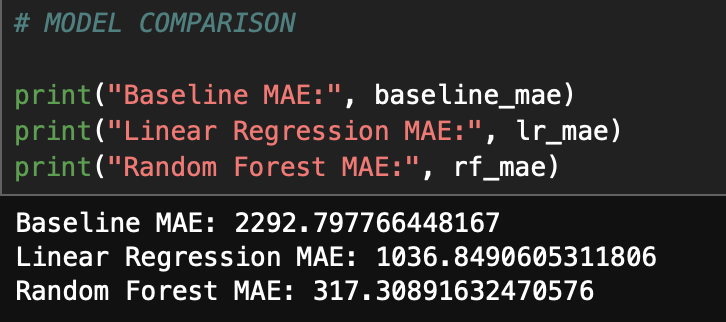 # MODEL COMPARISON
print("Baseline MAE:", baseline_mae)
print("Linear Regression MAE:", lr_mae)
print("Random Forest MAE:", rf_mae)
Baseline MAE: 2292.797766448167
Linear Regression MAE: 1036.8490605311806
Random Forest MAE: 317.30891632470576